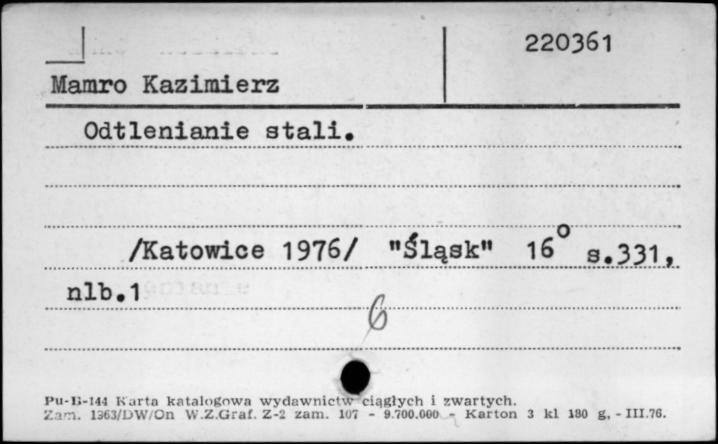 220361
Mamro Kazimierz
Odtlenianie stali.
/Katowice 1976/ "Śląsk" 16° s.331,
nlb.1
6
Pu-B-144 Karta katalogowa wydawnictw ciągłych i zwartych.
Zam. 1363/DW/On W.Z.Graf. Z-2 zam. 107 - 9.700.000 - Karton 3 kl 180 g. - III.76.